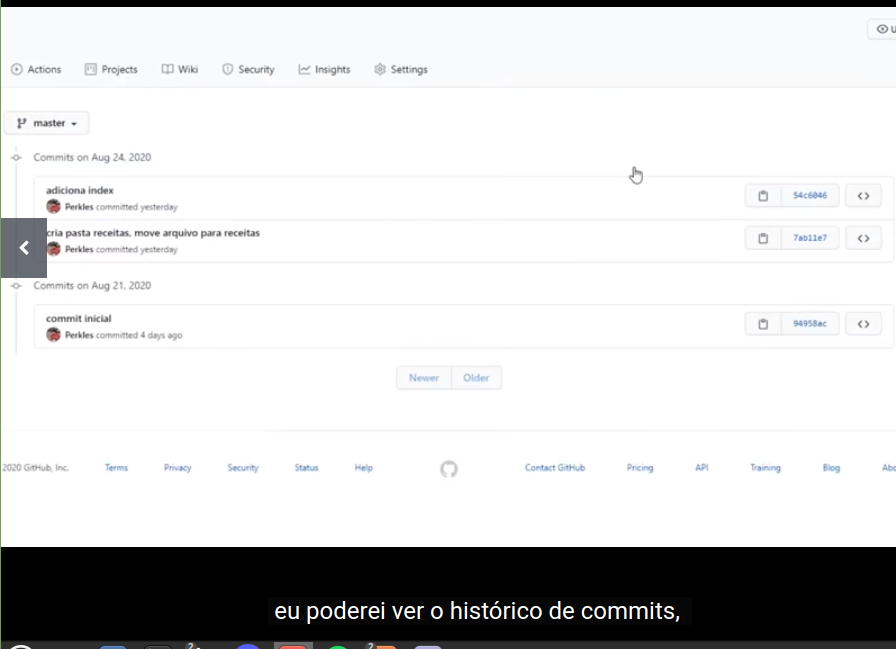 Actions Projects Wiki Security Insights Settings
master
Commits on Aug 24, 2020
adiciona index
Perkles committed yesterday
54c6046
cria pasta receitas, move arquivo para receitas
Perkles committed yesterday
7ab11e7
Commits on Aug 21, 2020
commit inicial
Perkles committed 4 days ago
94958ac
Newer Older
2020 GitHub, Inc. Terms Privacy Security Status Help Contact GitHub Pricing API Training Blog
eu poderei ver o histórico de commits,